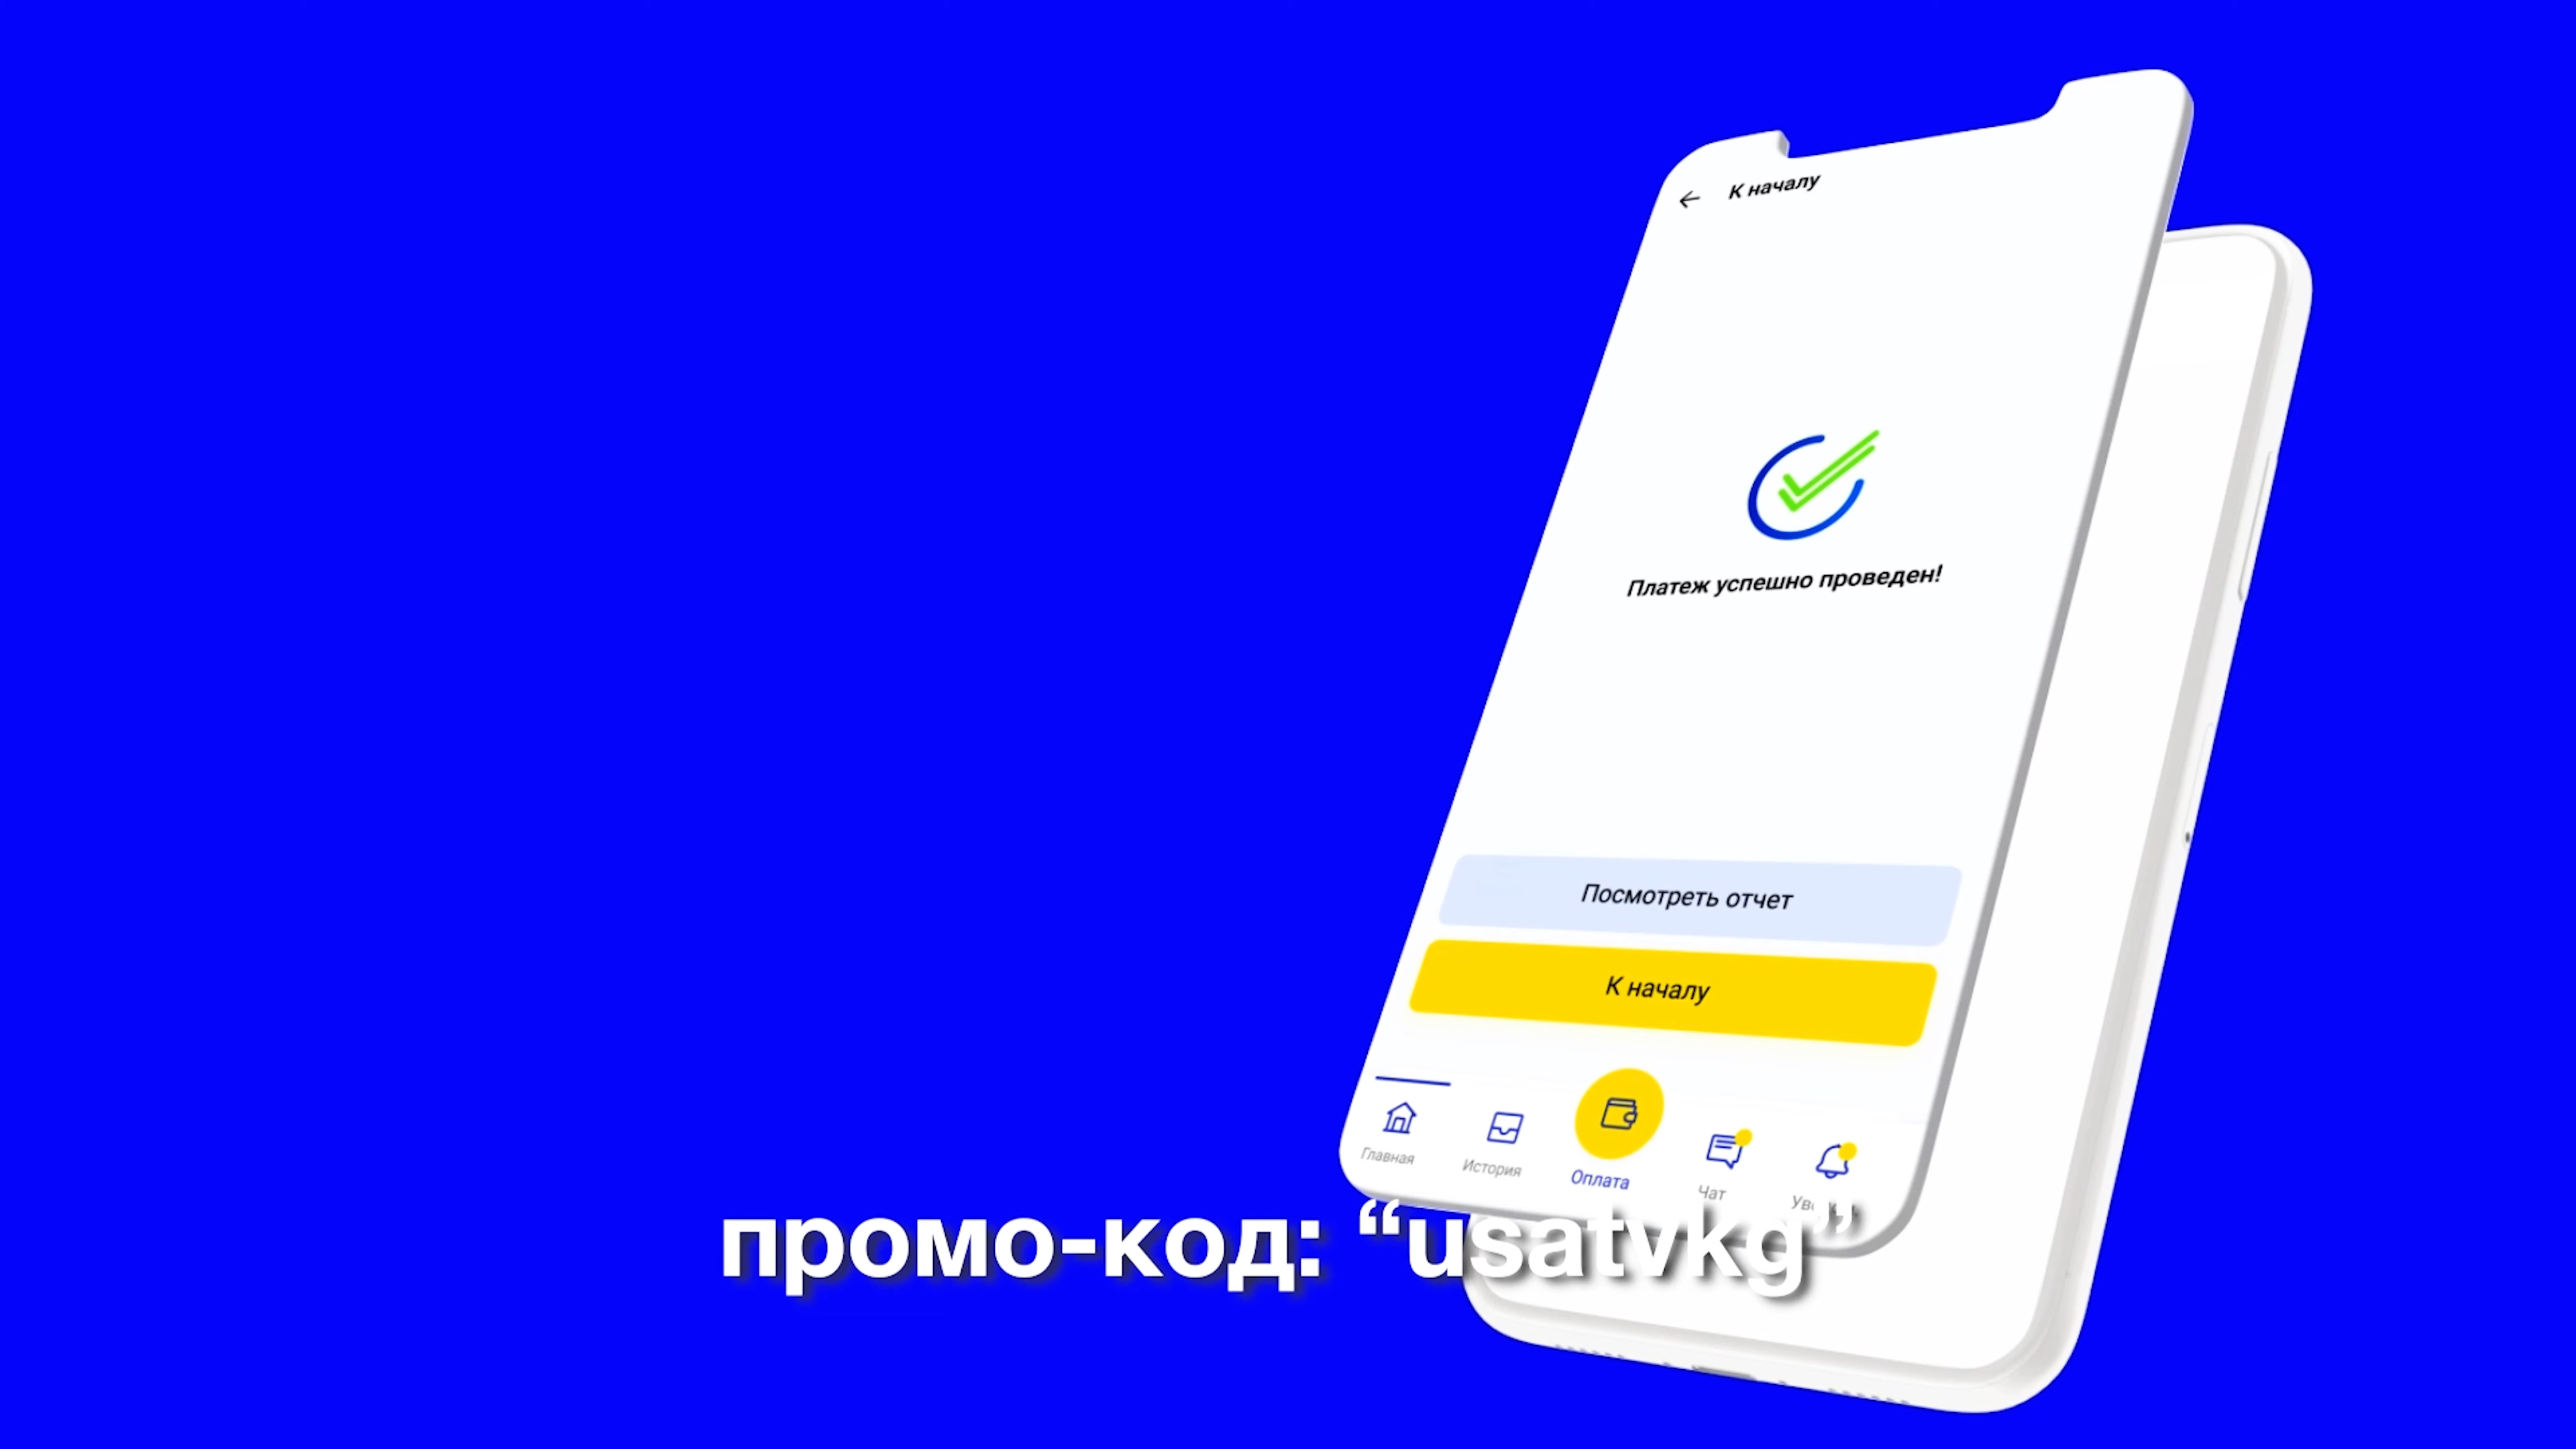 К началу
Платеж успешно проведен!
Посмотреть отчет
К началу
Главная
История
Оплата
Чат
промо-код: “usatvkg”